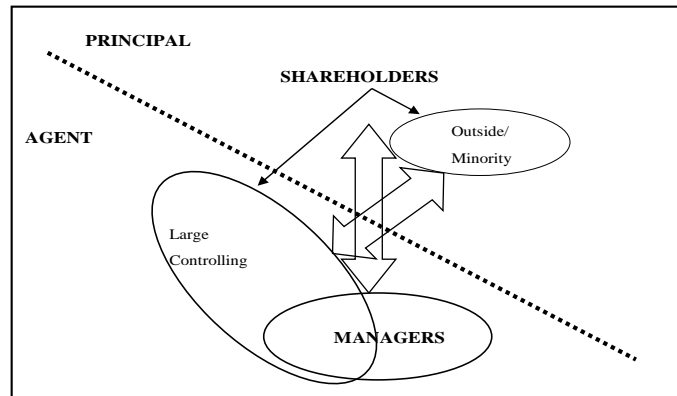 PRINCIPAL
SHAREHOLDERS
AGENT
Outside/
Minority
Large
Controlling
MANAGERS